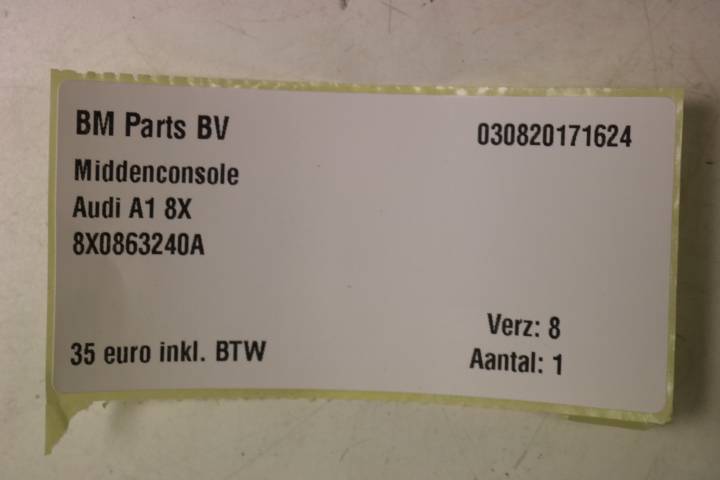 BM Parts BV
030820171624
Middenconsole
Audi A1 8X
8X0863240A
Verz: 8
35 euro inkl. BTW
Aantal: 1